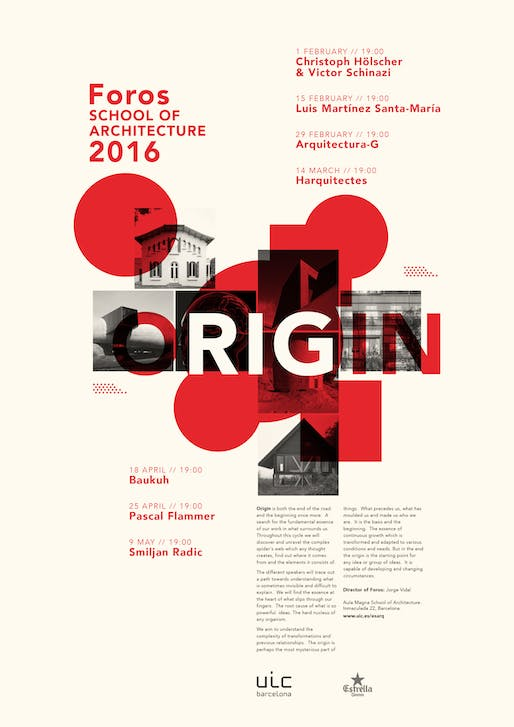 Foros
SCHOOL OF
ARCHITECTURE
2016
1 FEBRUARY // 19:00
Christoph Hölscher
& Victor Schinazi
15 FEBRUARY // 19:00
Luis Martínez Santa-María
29 FEBRUARY // 19:00
Arquitectura-G
14 MARCH // 19:00
Harquitectes
ORIGIN
18 APRIL // 19:00
Baukuh
25 APRIL // 19:00
Pascal Flammer
9 MAY // 19:00
Smiljan Radic
Origin is both the end of the road
and the beginning once more. A
search for the fundamental essence
of our work in what surrounds us.
Throughout this cycle we will
discover and unravel the complex
spider's web which any thought
creates, find out where it comes
from and the elements it consists of.
The different speakers will trace out
a path towards understanding what
is sometimes invisible and difficult to
explain. We will find the essence at
the heart of what slips through our
fingers. The root cause of what is so
powerful: ideas. The hard nucleus of
any organism.
We aim to understand the
complexity of transformations and
previous relationships. The origin is
perhaps the most mysterious part of
things. What precedes us, what has
moulded us and made us who we
are. It is the basis and the
beginning. The essence of
continuous growth which is
transformed and adapted to various
conditions and needs. But in the end
the origin is the starting point for
any idea or group of ideas. It is
capable of developing and changing
circumstances.
Director of Foros: Jorge Vidal
Aula Magna School of Architecture
Immaculada 22, Barcelona
www.uic.es/esarq
uic
barcelona
Estrella
Damm